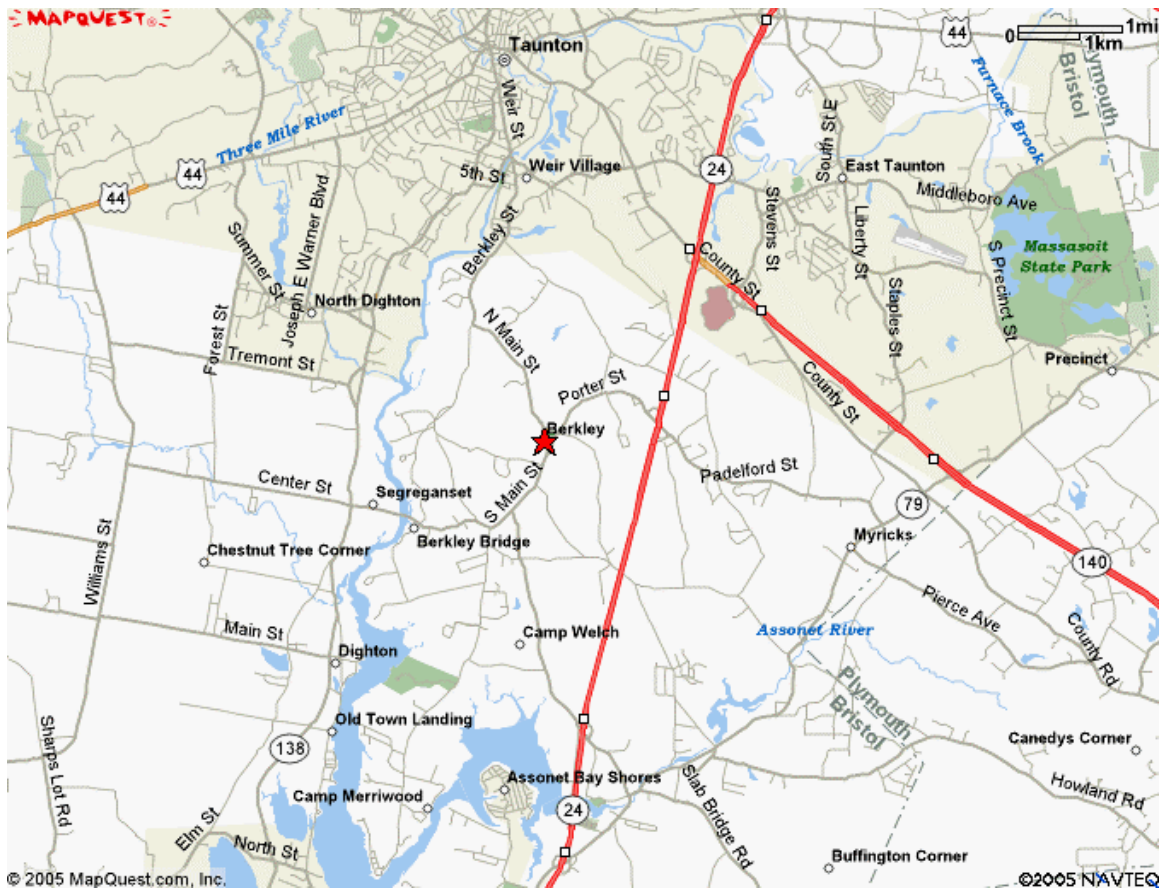 MAPQUEST
44
44
44
44
0
1mi
1km
Taunton
Weir St
Three Mile River
5th St
Weir Village
24
South St E
East Taunton
Furnace Brook
Plymouth
Bristol
Middleboro Ave
Massasoit
State Park
Stevens St
Liberty St
S Precinct St
Staples St
Precinct
County St
County St
Berkley St
Summer St
Joseph E Warner Blvd
North Dighton
Forest St
Tremont St
N Main St
Porter St
Berkley
S Main St
Padelford St
Center St
Segreganset
Berkley Bridge
Chestnut Tree Corner
Williams St
79
Myricks
140
Pierce Ave
County Rd
Assonet River
Main St
Dighton
Camp Welch
Plymouth
Bristol
Old Town Landing
138
Sharps Lot Rd
Canedys Corner
Assonet Bay Shores
Slab Bridge Rd
Howland Rd
Camp Merriwood
24
Elm St
North St
Buffington Corner
© 2005 MapQuest.com, Inc.
©2005 NAVTEQ